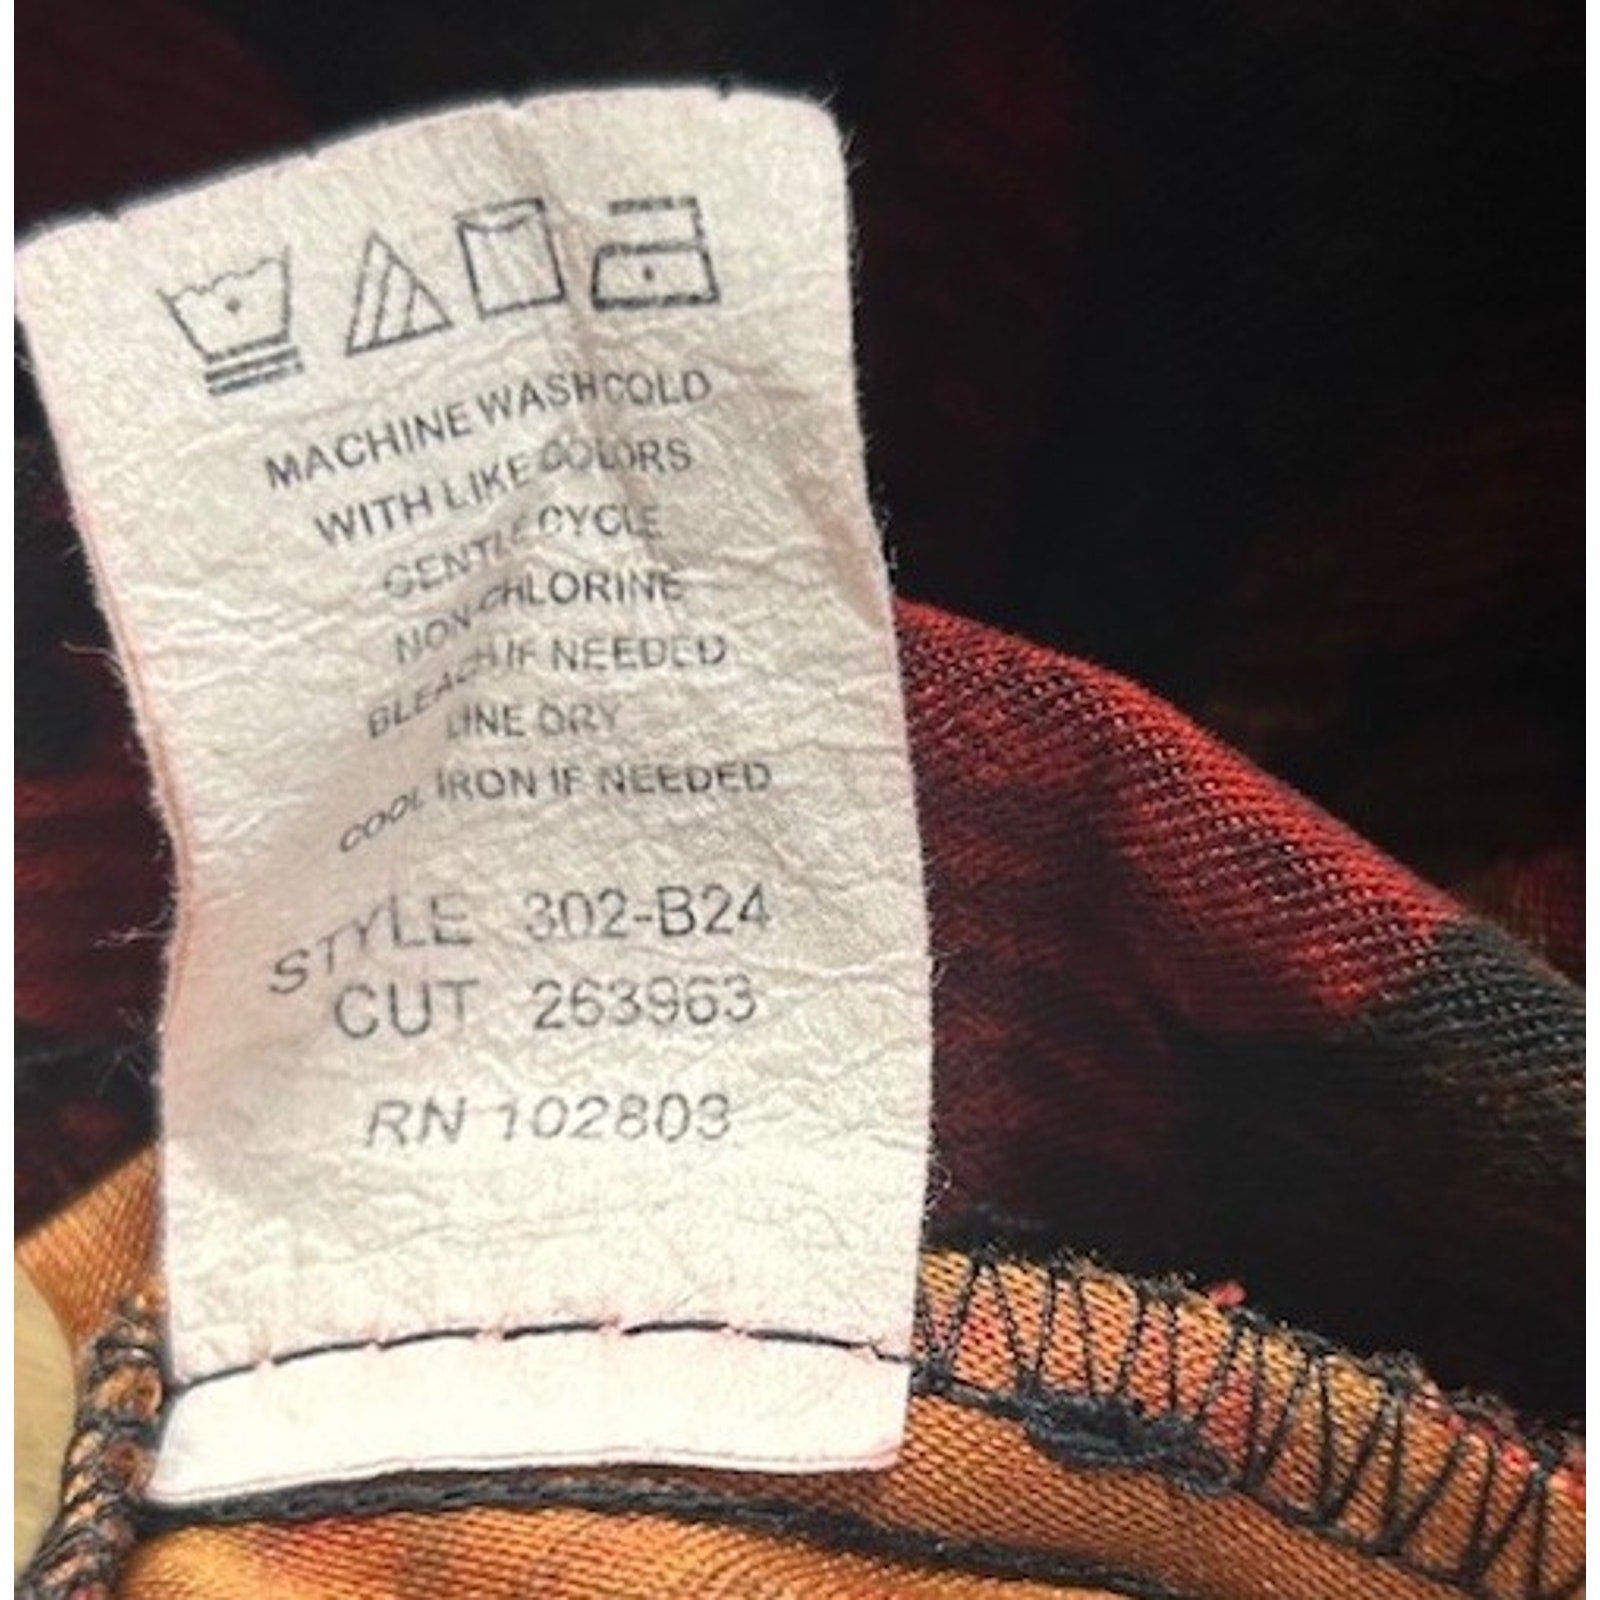 MACHINE WASH COLD
WITH LIKE COLORS
GENTLE CYCLE
NON-CHLORINE
BLEACH IF NEEDED
LINE DRY
COOL IRON IF NEEDED
STYLE 302-B24
CUT 263963
RN 102803